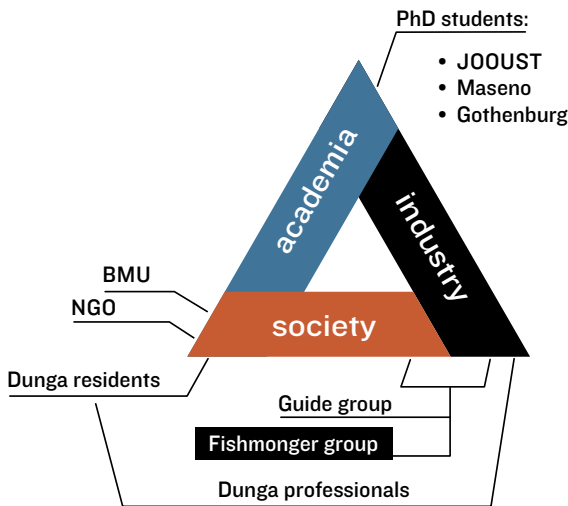 PhD students:
• JOOUST
• Maseno
• Gothenburg
academia
industry
society
BMU
NGO
Dunga residents
Guide group
Fishmonger group
Dunga professionals